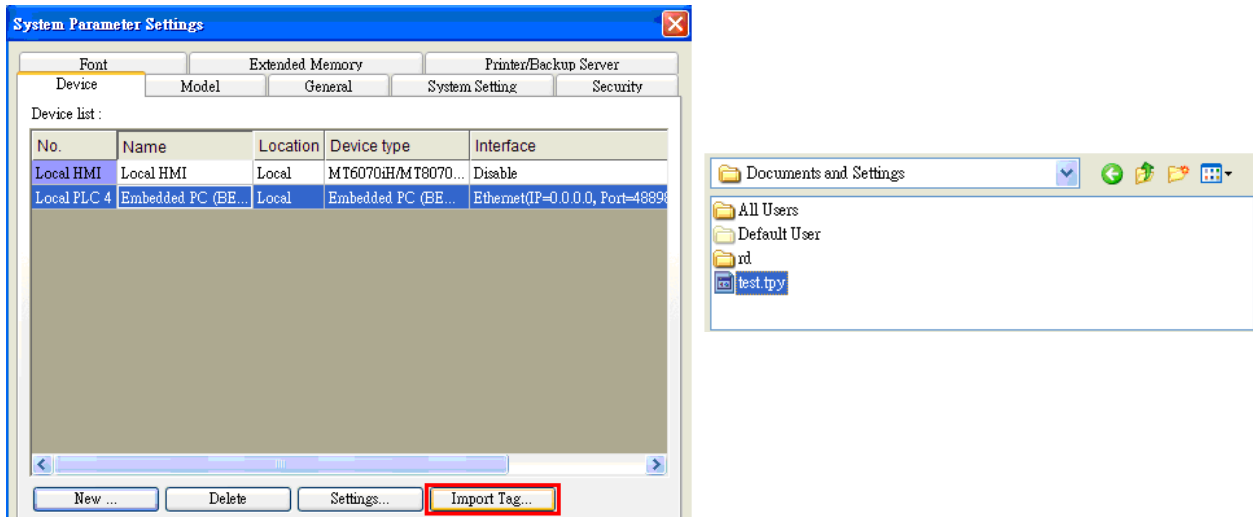 System Parameter Settings
Font Extended Memory Printer/Backup Server
Device Model General System Setting Security
Device list :
No. Name Location Device type Interface
Local HMI Local HMI Local MT6070iH/MT8070... Disable
Local PLC 4 Embedded PC (BE... Local Embedded PC (BE... Ethernet(IP=0.0.0.0, Port=48898
New ... Delete Settings... Import Tag...
Documents and Settings
All Users
Default User
rd
test.tpy